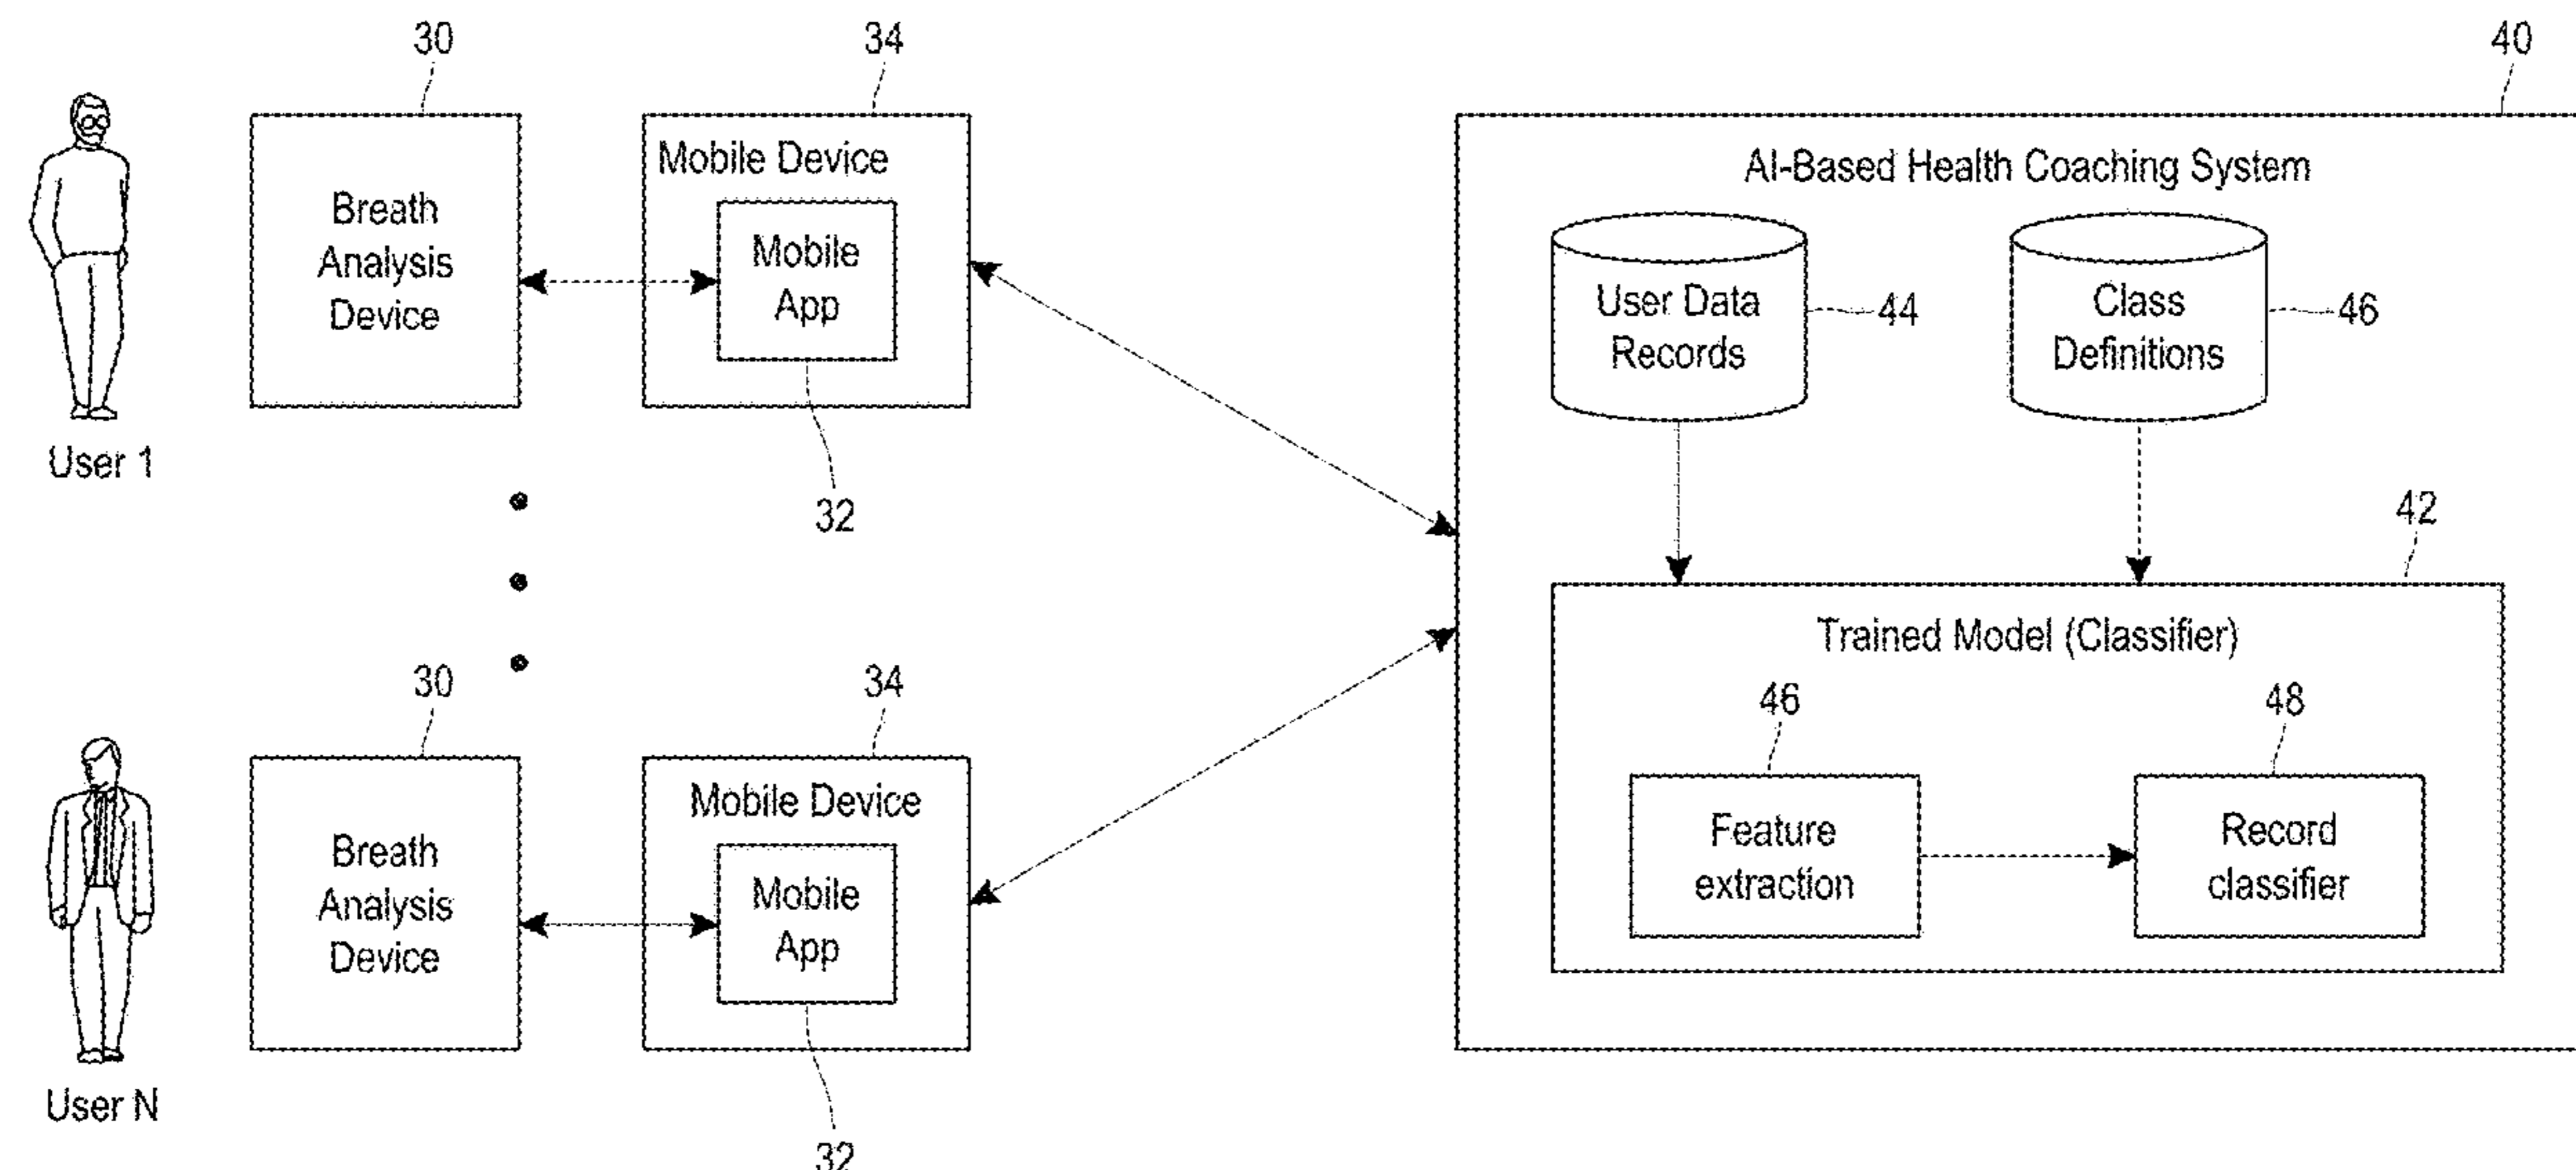 30
34
40
Mobile Device
Breath
Analysis
Device
Mobile
App
32
User 1
AI-Based Health Coaching System
User Data
Records
44
Class
Definitions
46
42
Trained Model (Classifier)
46
48
Feature
extraction
Record
classifier
30
34
Mobile Device
Breath
Analysis
Device
Mobile
App
32
User N